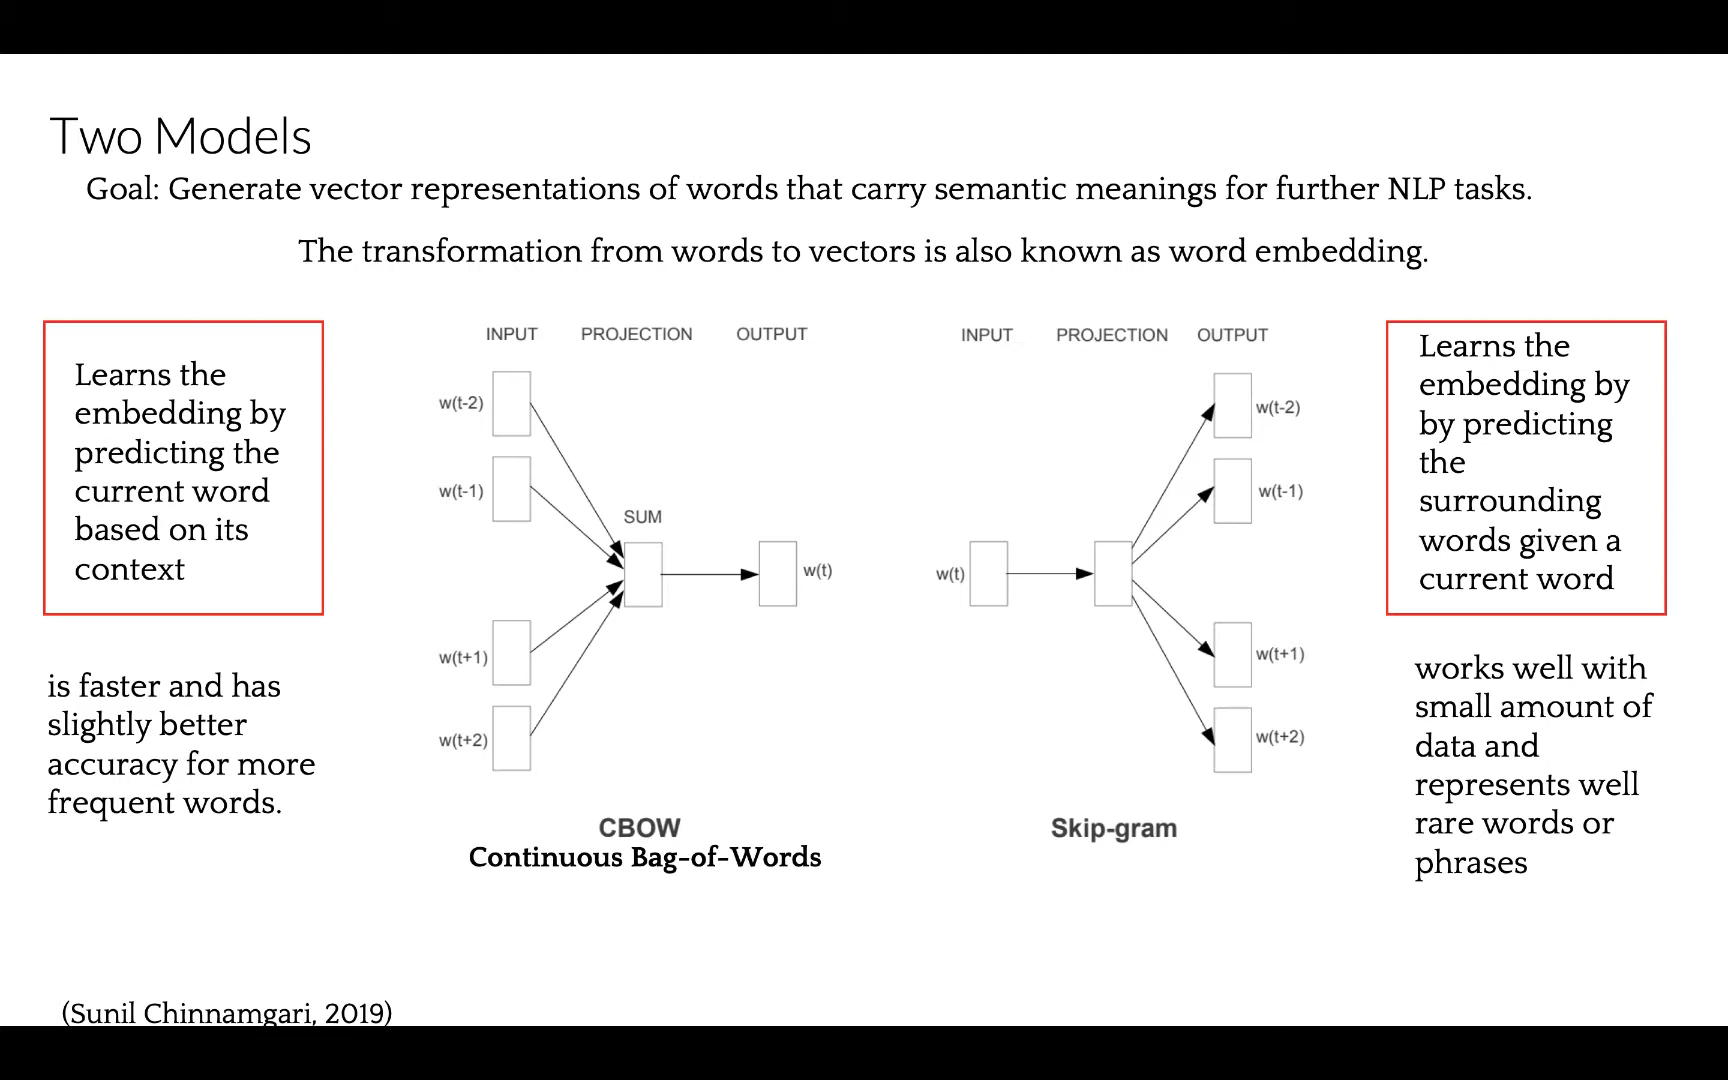 Two Models
Goal: Generate vector representations of words that carry semantic meanings for further NLP tasks.
The transformation from words to vectors is also known as word embedding.
Learns the
embedding by
predicting the
current word
based on its
context
is faster and has
slightly better
accuracy for more
frequent words.
INPUT PROJECTION OUTPUT
w(t-2)
w(t-1)
SUM
w(t)
w(t+1)
w(t+2)
CBOW
Continuous Bag-of-Words
INPUT PROJECTION OUTPUT
w(t-2)
w(t-1)
w(t)
w(t+1)
w(t+2)
Skip-gram
Learns the
embedding by
by predicting
the
surrounding
words given a
current word
works well with
small amount of
data and
represents well
rare words or
phrases
(Sunil Chinnamgari, 2019)